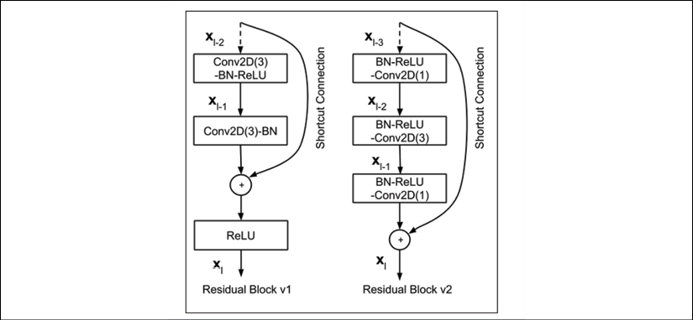 x_{l-2}
Conv2D(3)
-BN-ReLU
x_{l-1}
Conv2D(3)-BN
+
ReLU
x_l
Residual Block v1
Shortcut Connection
x_{l-3}
BN-ReLU
-Conv2D(1)
x_{l-2}
BN-ReLU
-Conv2D(3)
x_{l-1}
BN-ReLU
-Conv2D(1)
+
x_l
Residual Block v2
Shortcut Connection